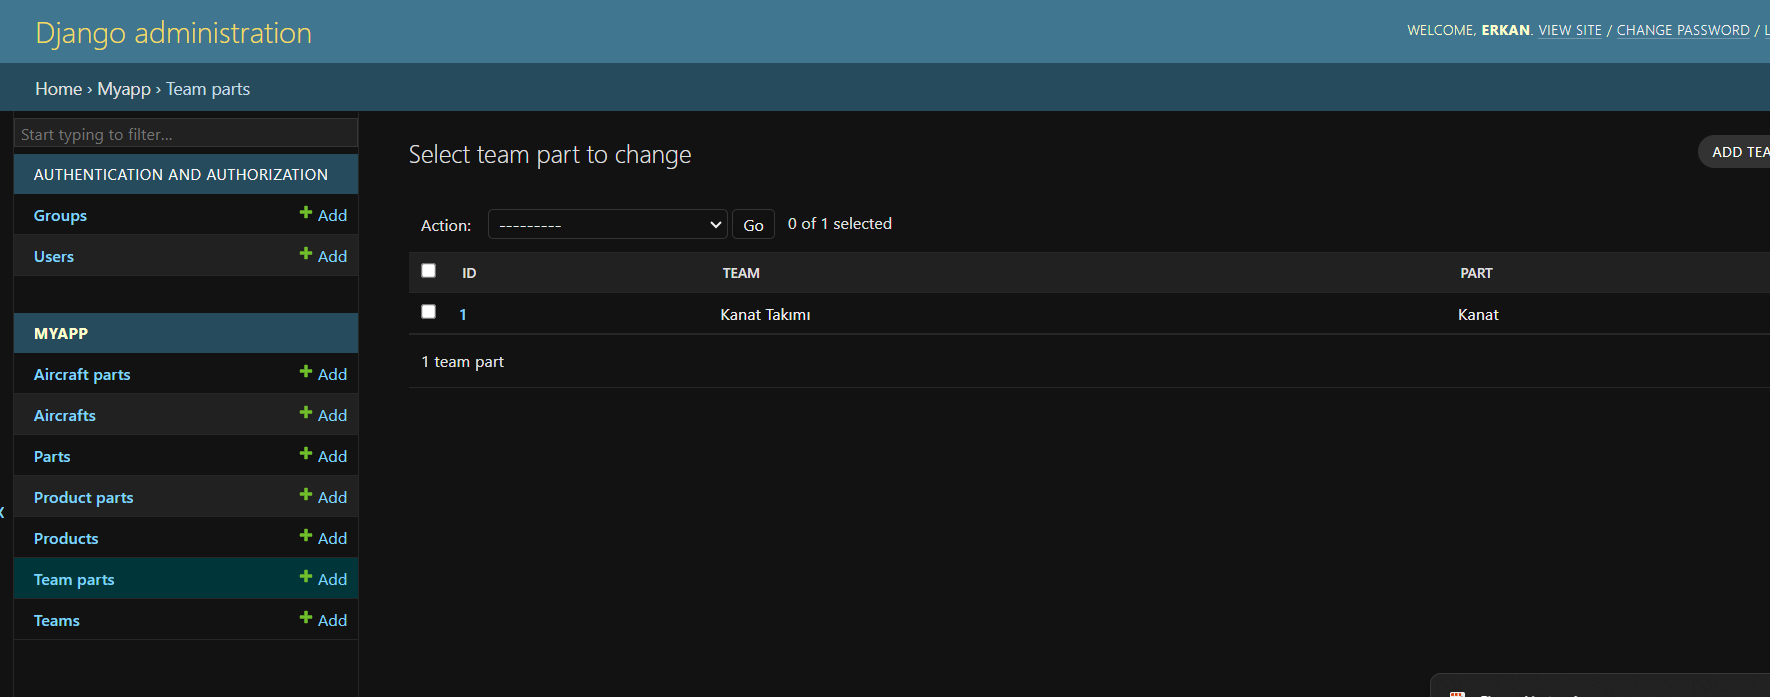 Django administration
WELCOME, ERKAN. VIEW SITE / CHANGE PASSWORD /
Home › Myapp › Team parts
Start typing to filter...
Select team part to change
ADD
AUTHENTICATION AND AUTHORIZATION
Groups Add
Users Add
Action: --------- Go 0 of 1 selected
ID TEAM PART
1 Kanat Takımı Kanat
1 team part
MYAPP
Aircraft parts Add
Aircrafts Add
Parts Add
Product parts Add
Products Add
Team parts Add
Teams Add